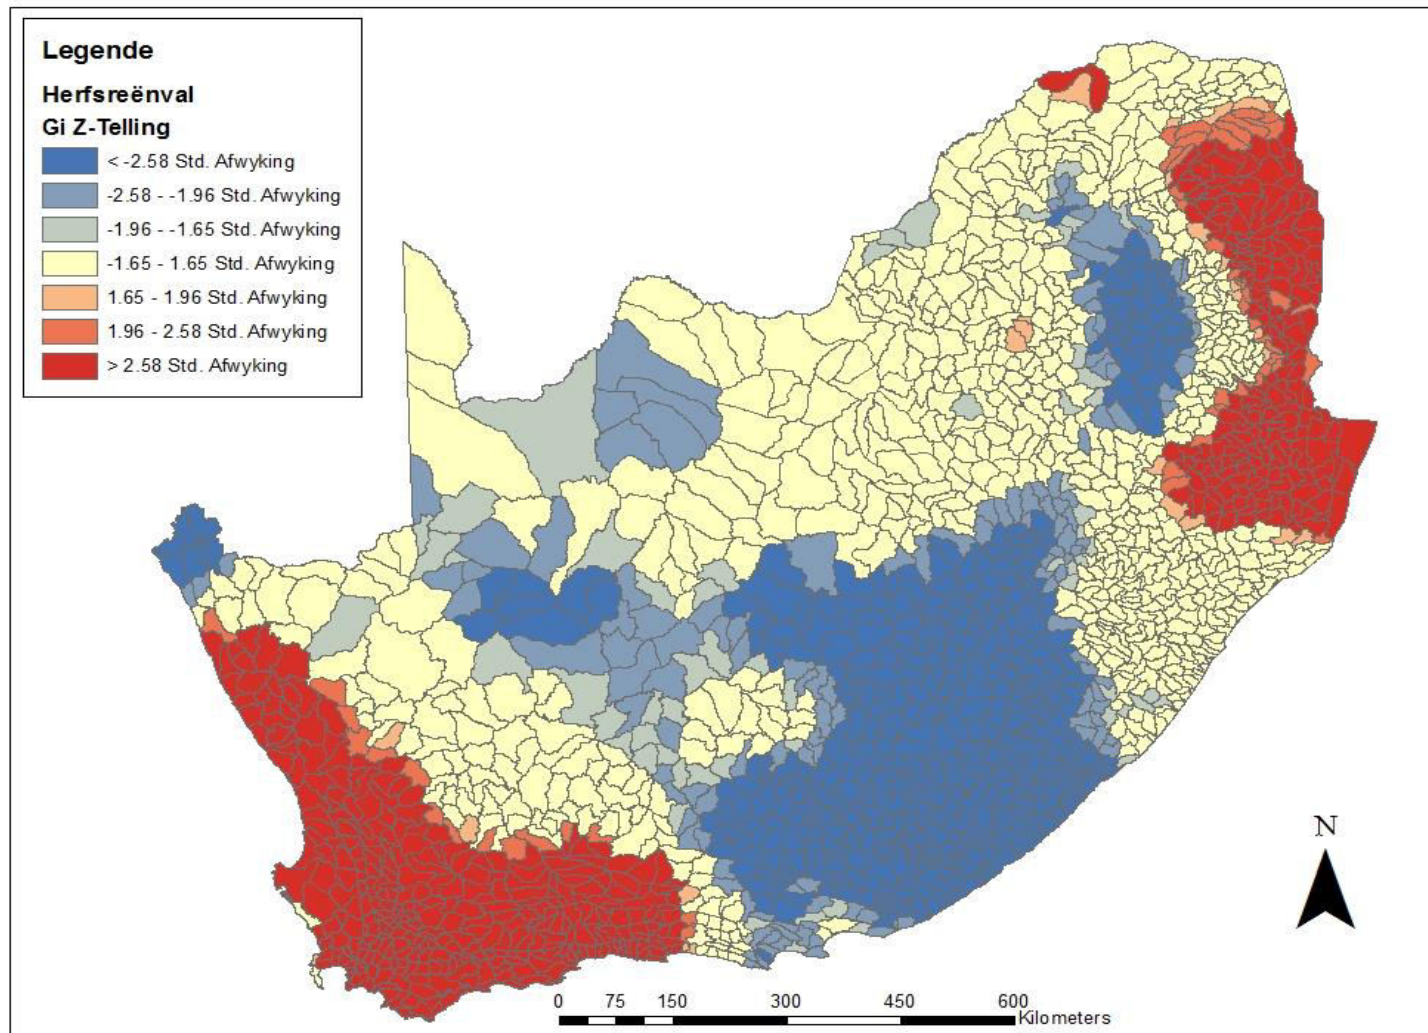 Legende
Herfsreënval
Gi Z-Telling
< -2.58 Std. Afwyking
-2.58 - -1.96 Std. Afwyking
-1.96 - -1.65 Std. Afwyking
-1.65 - 1.65 Std. Afwyking
1.65 - 1.96 Std. Afwyking
1.96 - 2.58 Std. Afwyking
> 2.58 Std. Afwyking
N
0 75 150 300 450 600
Kilometers